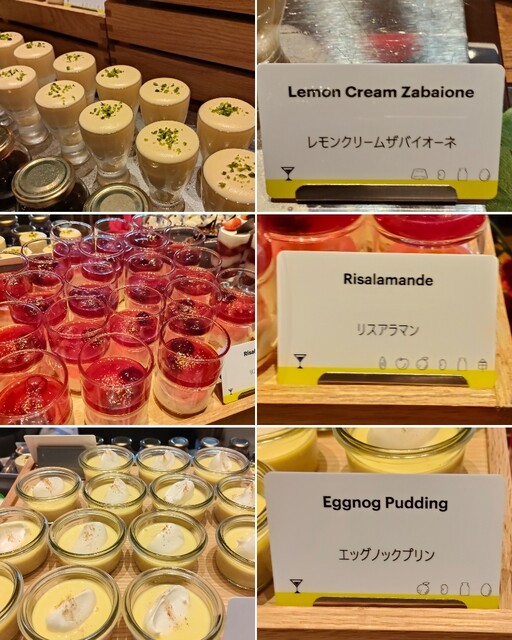 Lemon Cream Zabaione
レモンクリームザバイオーネ
Risalamande
リスアラマン
Eggnog Pudding
エッグノックプリン